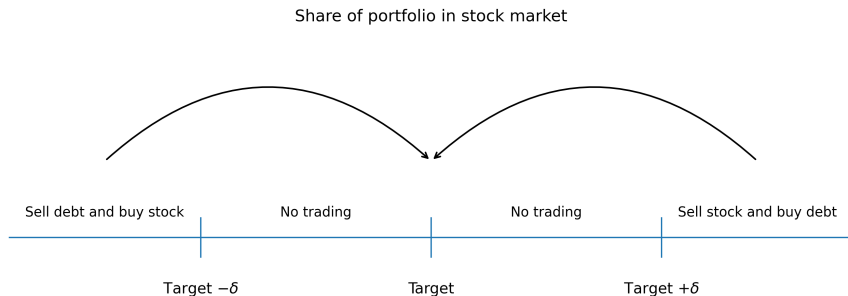 Share of portfolio in stock market
Sell debt and buy stock
No trading
No trading
Sell stock and buy debt
Target −δ
Target
Target +δ